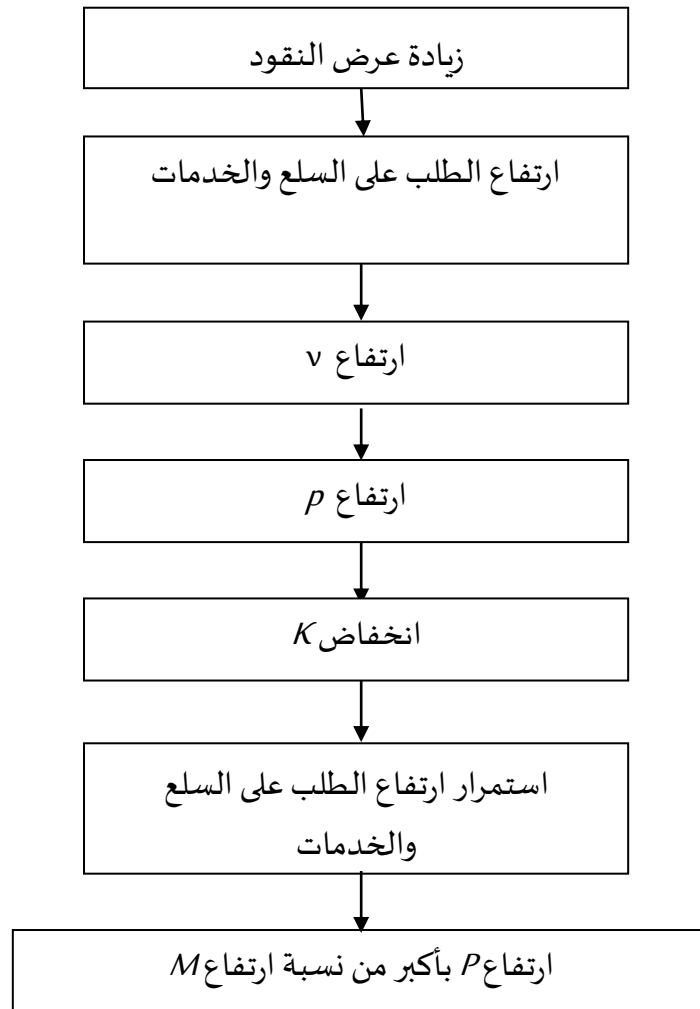 زيادة عرض النقود
ارتفاع الطلب على السلع والخدمات
ارتفاع v
ارتفاع p
انخفاض K
استمرار ارتفاع الطلب على السلع
والخدمات
ارتفاع P بأكبر من نسبة ارتفاع M